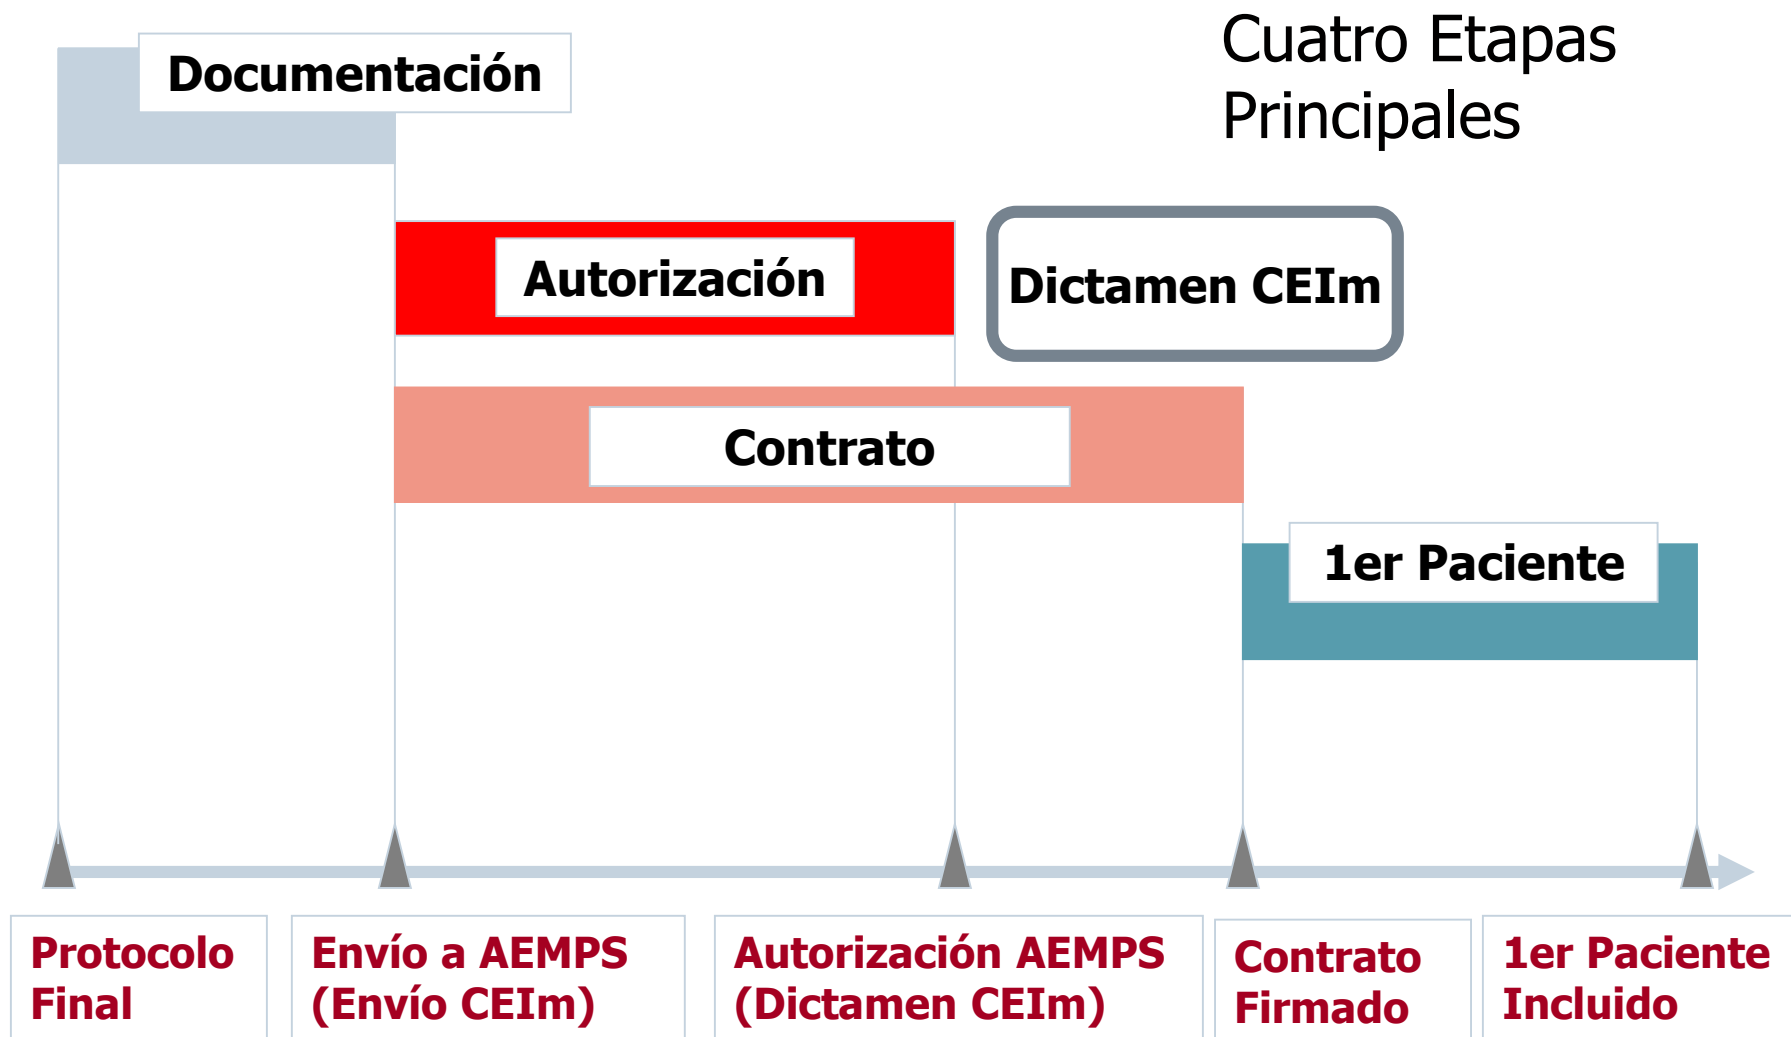 Cuatro Etapas
Principales
Documentación
Autorización
Dictamen CEIm
Contrato
1er Paciente
Protocolo
Final
Envío a AEMPS
(Envío CEIm)
Autorización AEMPS
(Dictamen CEIm)
Contrato
Firmado
1er Paciente
Incluido